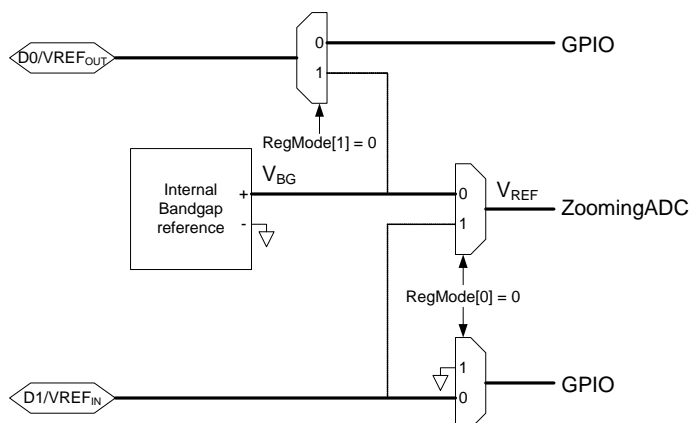 0
GPIO
D0/VREFOUT
1
RegMode[1] = 0
VBG
Internal
Bandgap
reference
+
-
0
VREF
1
ZoomingADC
RegMode[0] = 0
1
GPIO
D1/VREFIN
0